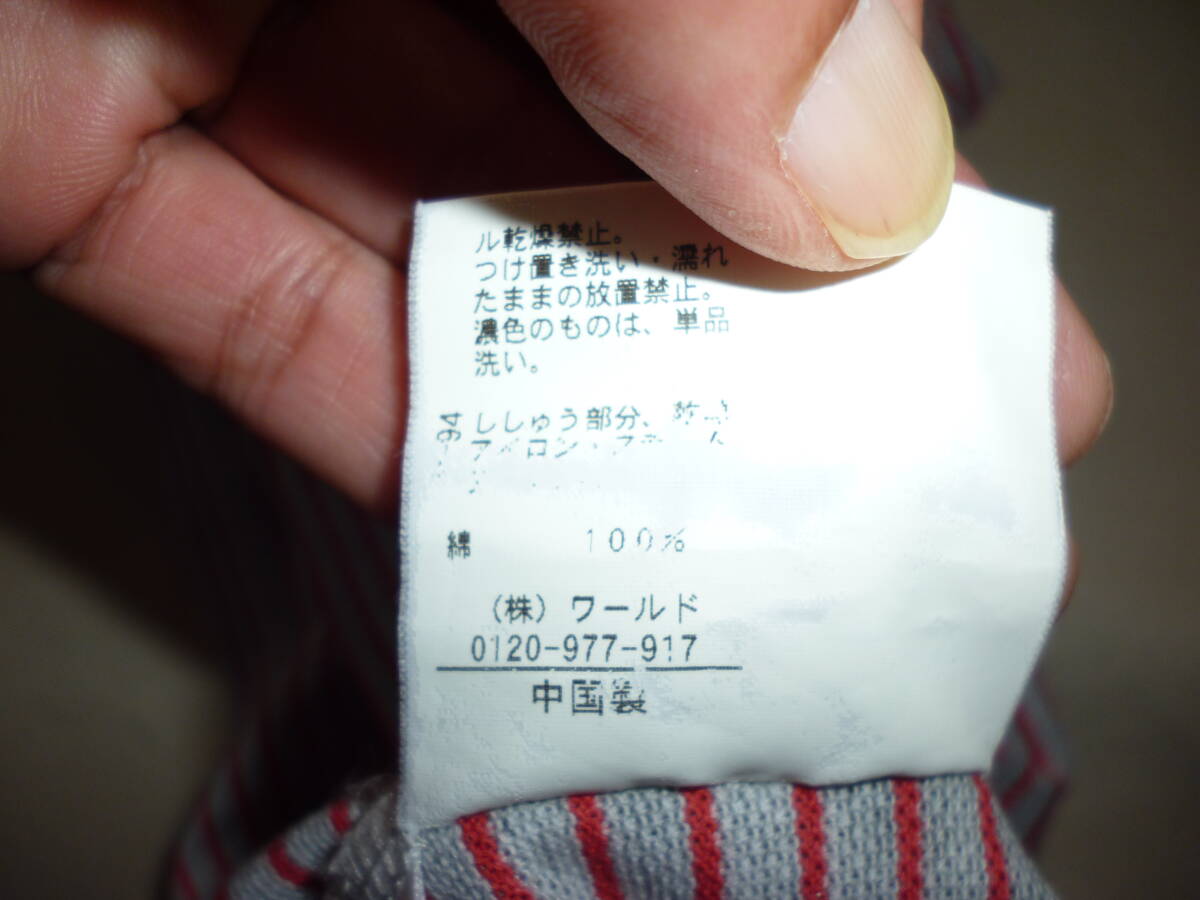 ル乾燥禁止。
つけ置き洗い・濡れ
たままの放置禁止。
濃色のものは、単品
洗い。
94
ししゅう部分、
綿 100%
(株) ワールド
0120-977-917
中国製